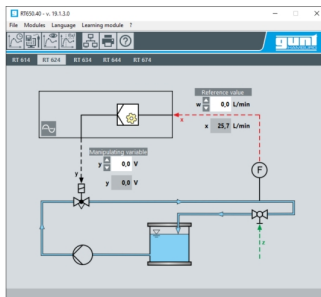 RT650.40 - v. 19.1.3.0
File Modules Language Learning module ?
gunt
RT 614 RT 624 RT 634 RT 644 RT 674
Reference value
w 0,0 L/min
x 25,7 L/min
x
Manipulating variable
y 0,0 V
y 0,0 V
y
F
z